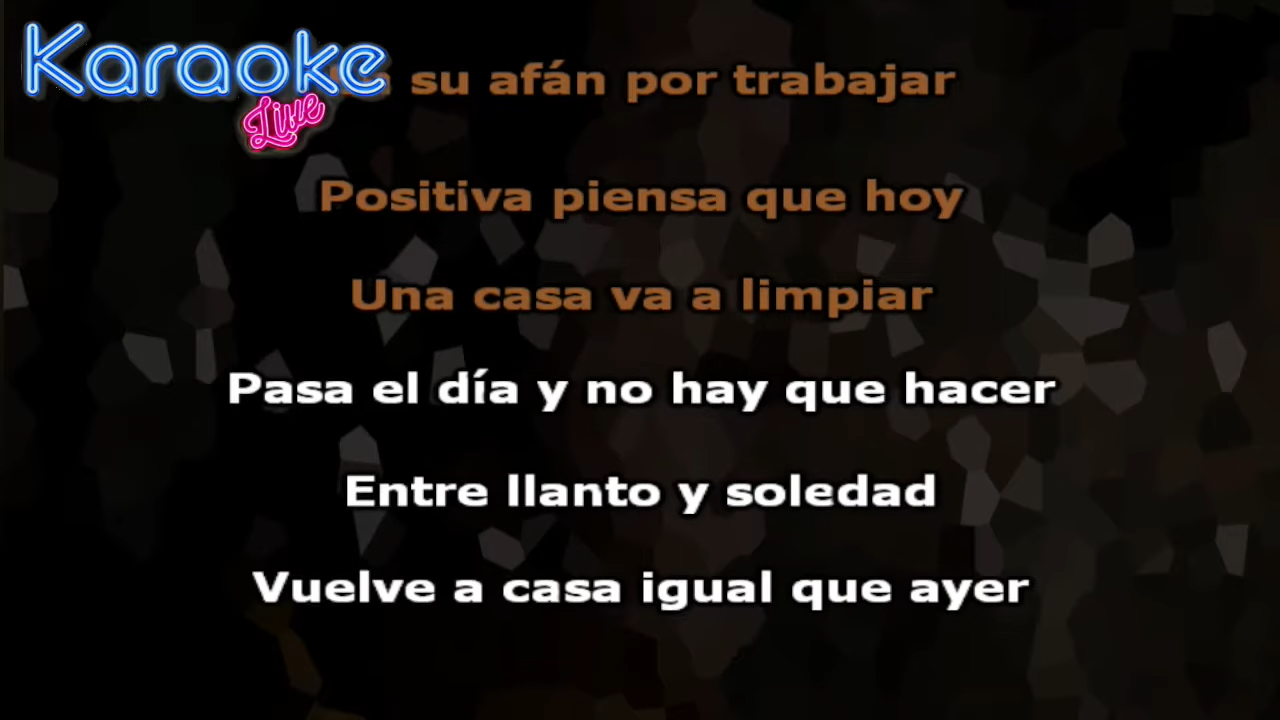 Karaoke
Live
su afán por trabajar
Positiva piensa que hoy
Una casa va a limpiar
Pasa el día y no hay que hacer
Entre llanto y soledad
Vuelve a casa igual que ayer